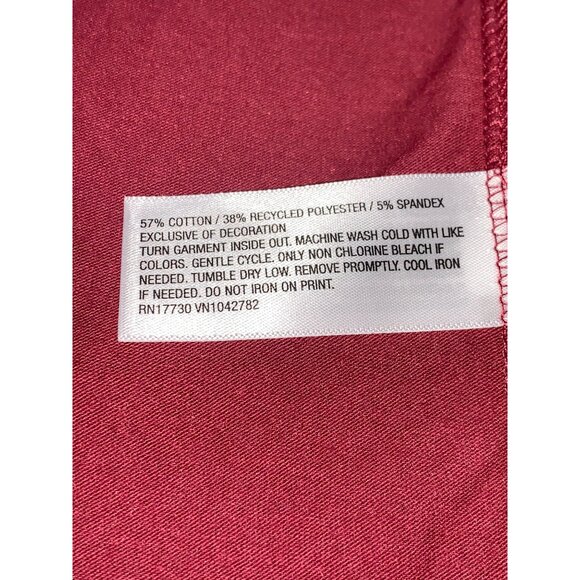 57% COTTON / 38% RECYCLED POLYESTER / 5% SPANDEX
EXCLUSIVE OF DECORATION
TURN GARMENT INSIDE OUT. MACHINE WASH COLD WITH LIKE
COLORS. GENTLE CYCLE. ONLY NON CHLORINE BLEACH IF
NEEDED. TUMBLE DRY LOW. REMOVE PROMPTLY. COOL IRON
IF NEEDED. DO NOT IRON ON PRINT.
RN17730 VN1042782